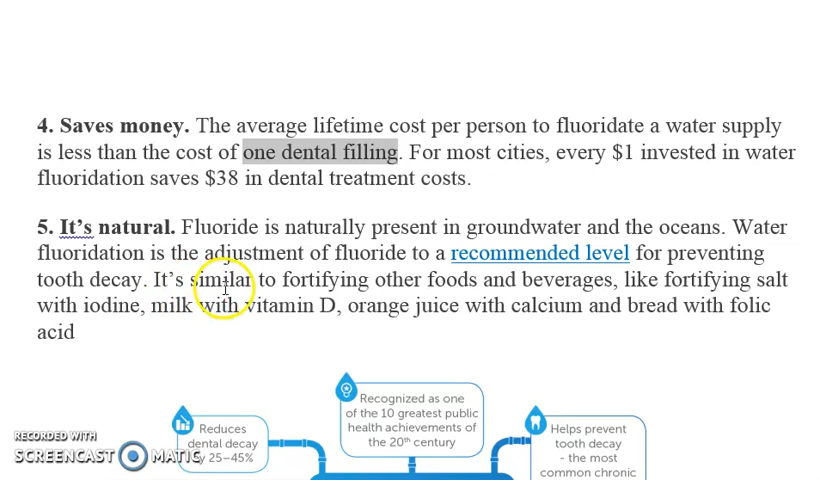 4. Saves money. The average lifetime cost per person to fluoridate a water supply
is less than the cost of one dental filling. For most cities, every $1 invested in water
fluoridation saves $38 in dental treatment costs.
5. It's natural. Fluoride is naturally present in groundwater and the oceans. Water
fluoridation is the adjustment of fluoride to a recommended level for preventing
tooth decay. It's similar to fortifying other foods and beverages, like fortifying salt
with iodine, milk with vitamin D, orange juice with calcium and bread with folic
acid
Reduces
dental decay
by 25–45%
Recognized as one
of the 10 greatest public
health achievements of
the 20th century
Helps prevent
tooth decay
- the most
common chronic
RECORDED WITH
SCREENCAST MATIC